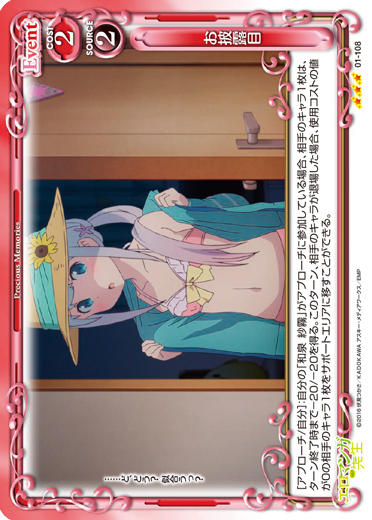 Event
COST
2
SOURCE
2
お披露目
01-108
Precious Memories
……ど、どう? 似合うっ?
[アプローチ/自分]:自分の「和泉 紗霧」がアプローチに参加している場合、相手のキャラ1枚は、
ターン終了時まで-20/-20を得る。このターン、相手のキャラが退場した場合、使用コストの値
が0の相手のキャラ1枚をサポートエリアに移すことができる。
エロマンガ
先生
©2016 伏見つかさ/KADOKAWA アスキー・メディアワークス/EMP